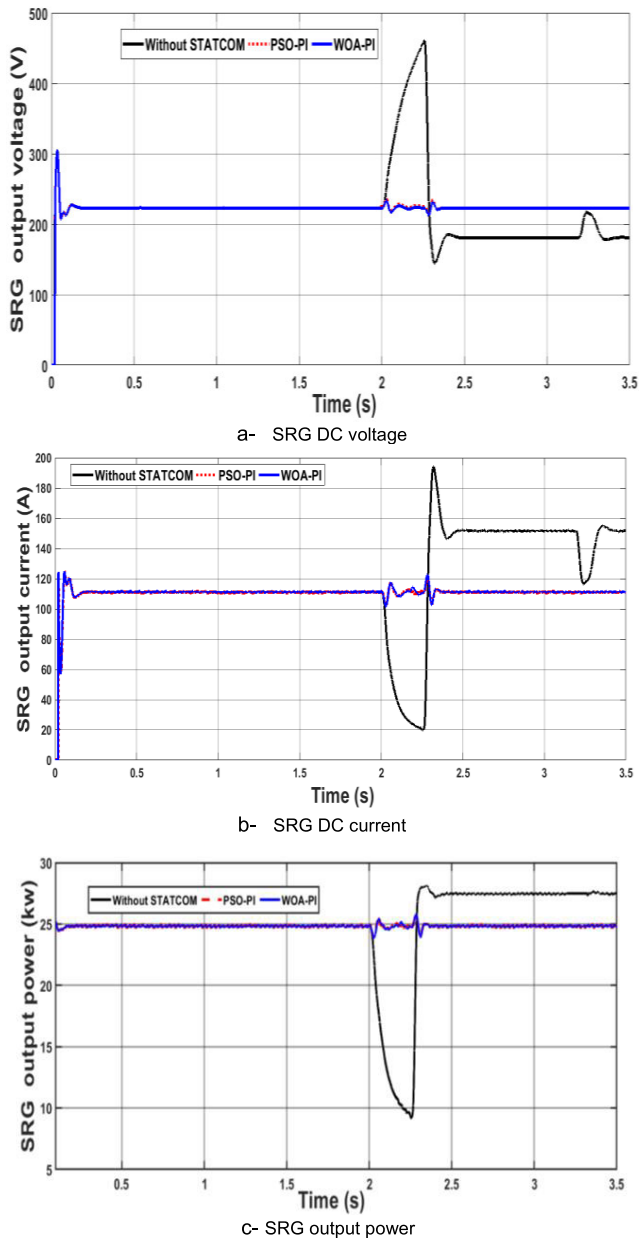 500
400
300
200
100
0
SRG output voltage (V)
Without STATCOM PSO-PI WOA-PI
0 0.5 1 1.5 2 2.5 3 3.5
Time (s)
a- SRG DC voltage
200
180
160
140
120
100
80
60
40
20
0
SRG output current (A)
Without STATCOM PSO-PI WOA-PI
0 0.5 1 1.5 2 2.5 3 3.5
Time (s)
b- SRG DC current
30
25
20
15
10
5
SRG output power (kw)
Without STATCOM PSO-PI WOA-PI
0.5 1 1.5 2 2.5 3 3.5
Time (s)
c- SRG output power